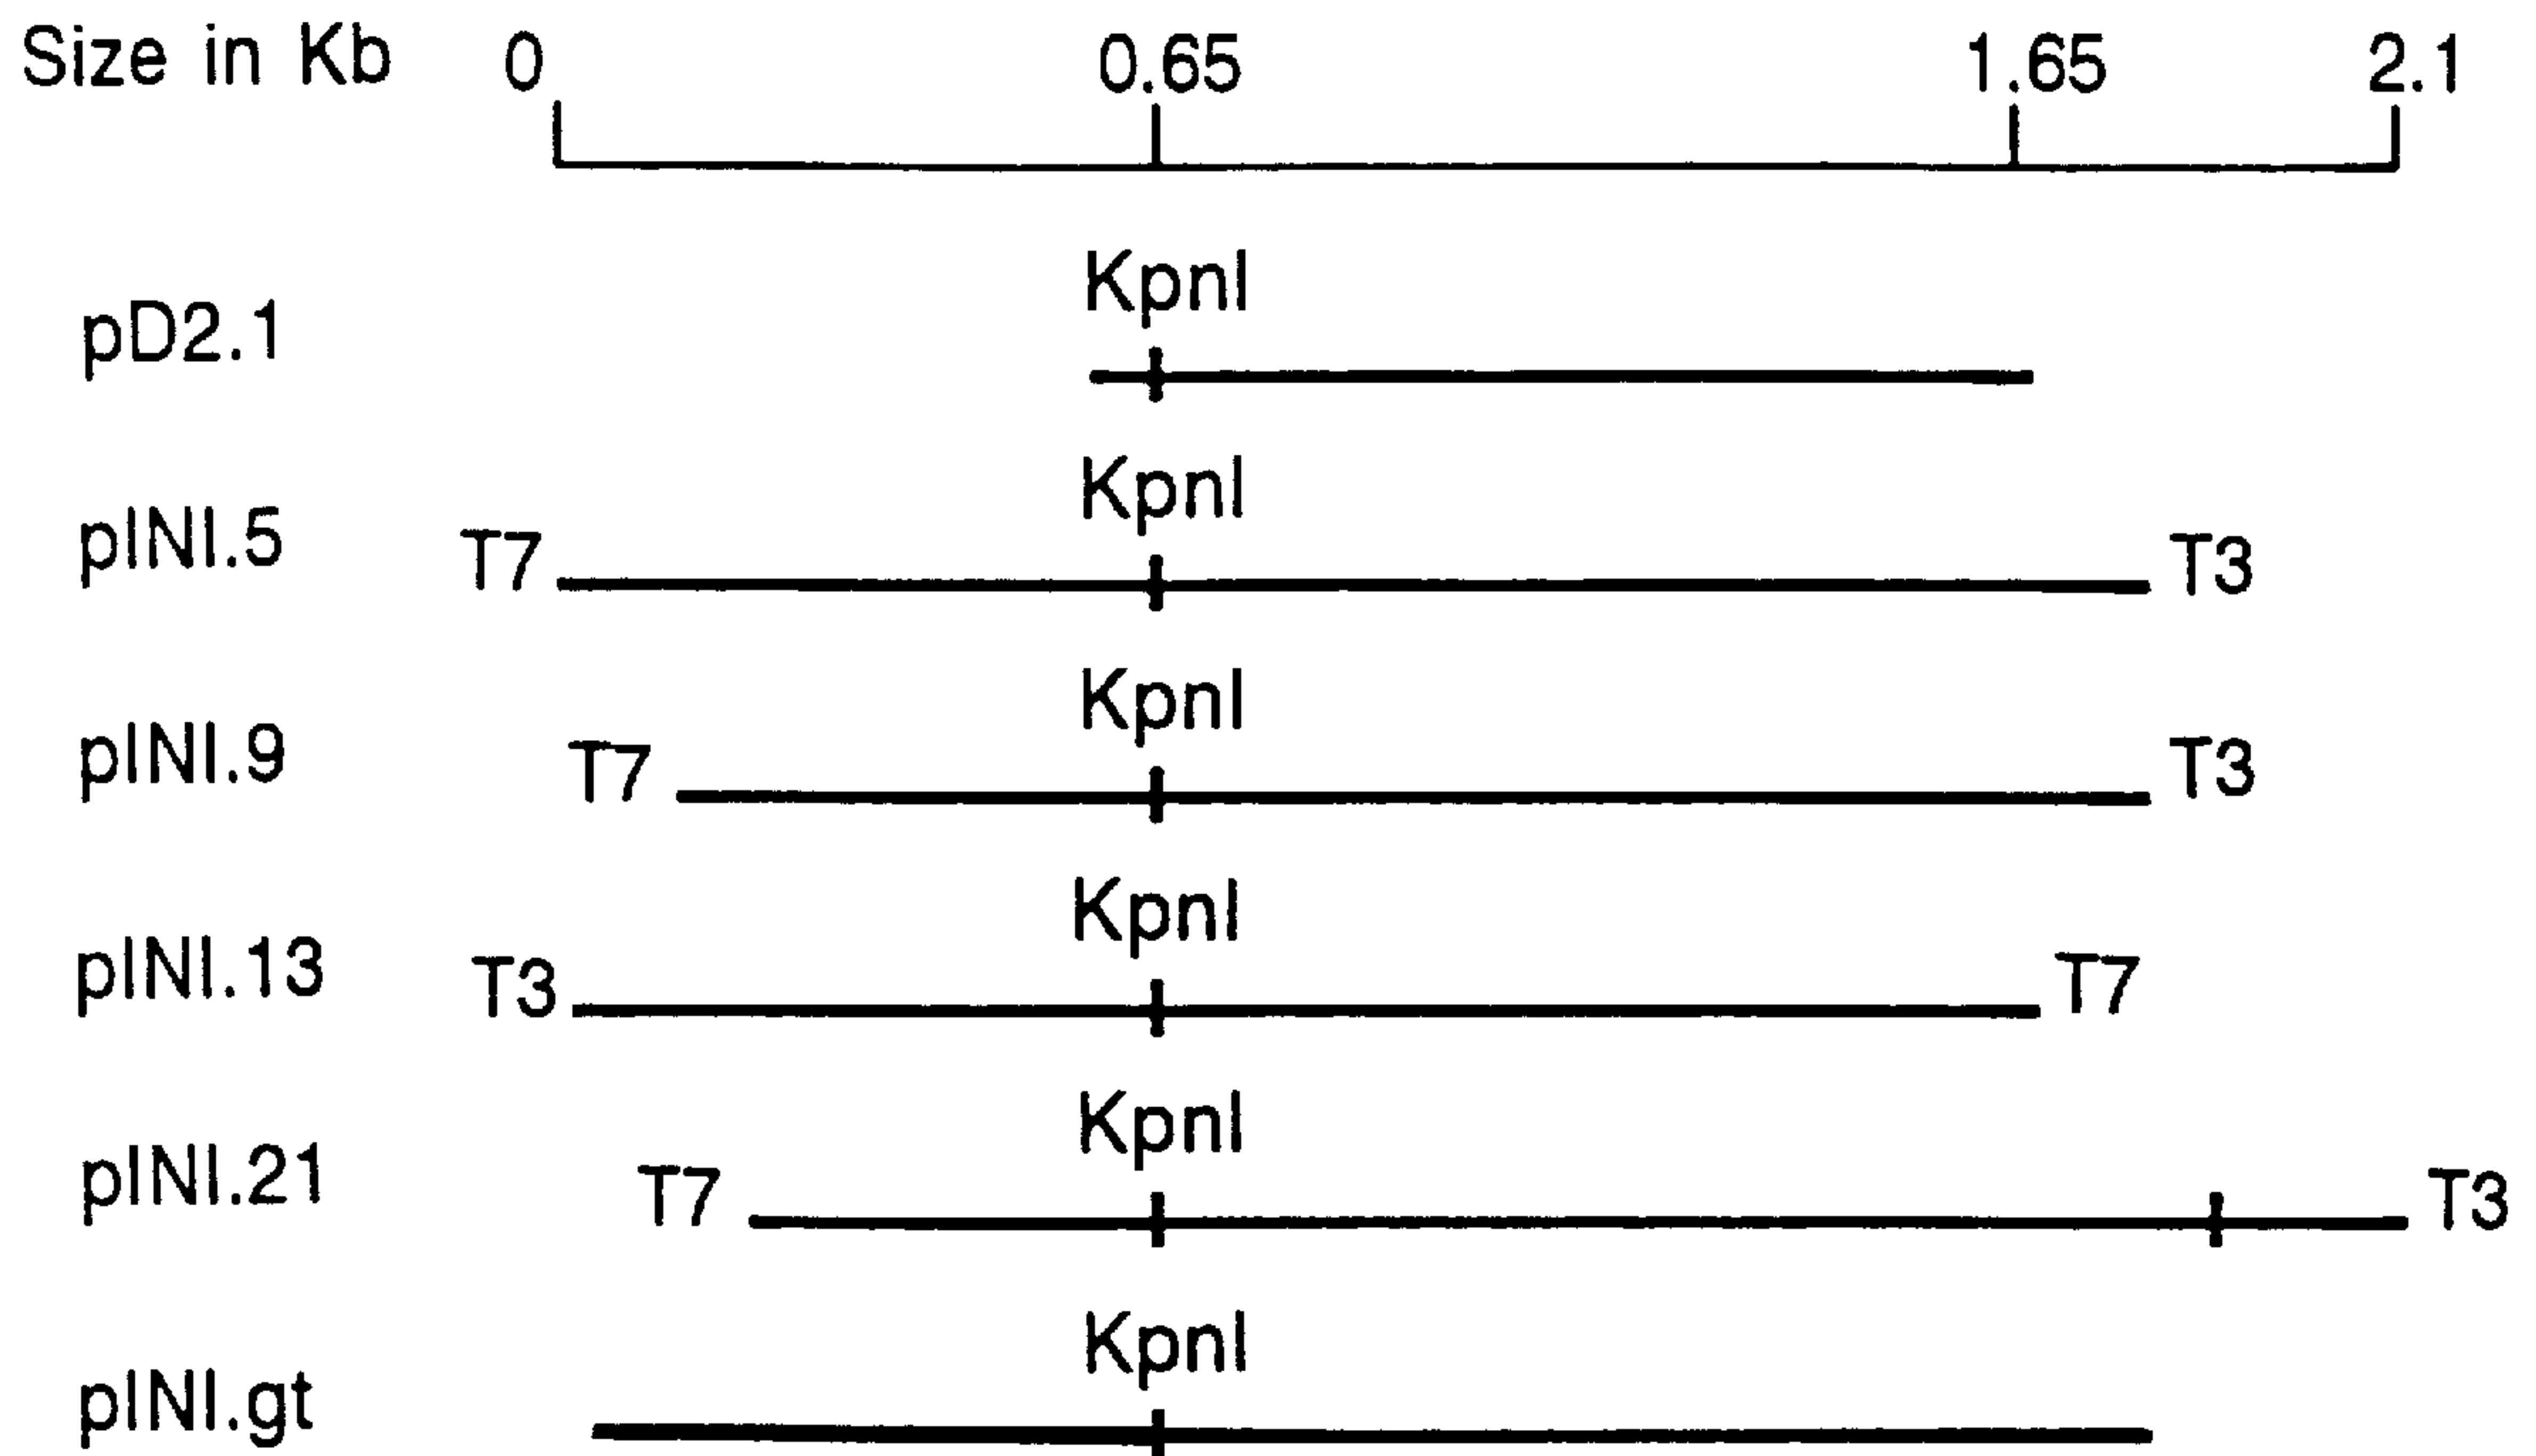 Size in Kb 0 0.65 1.65 2.1
KpnI
pD2.1
KpnI
pINI.5 T7 T3
KpnI
pINI.9 T7 T3
KpnI
pINI.13 T3 T7
KpnI
pINI.21 T7 T3
KpnI
pINI.gt